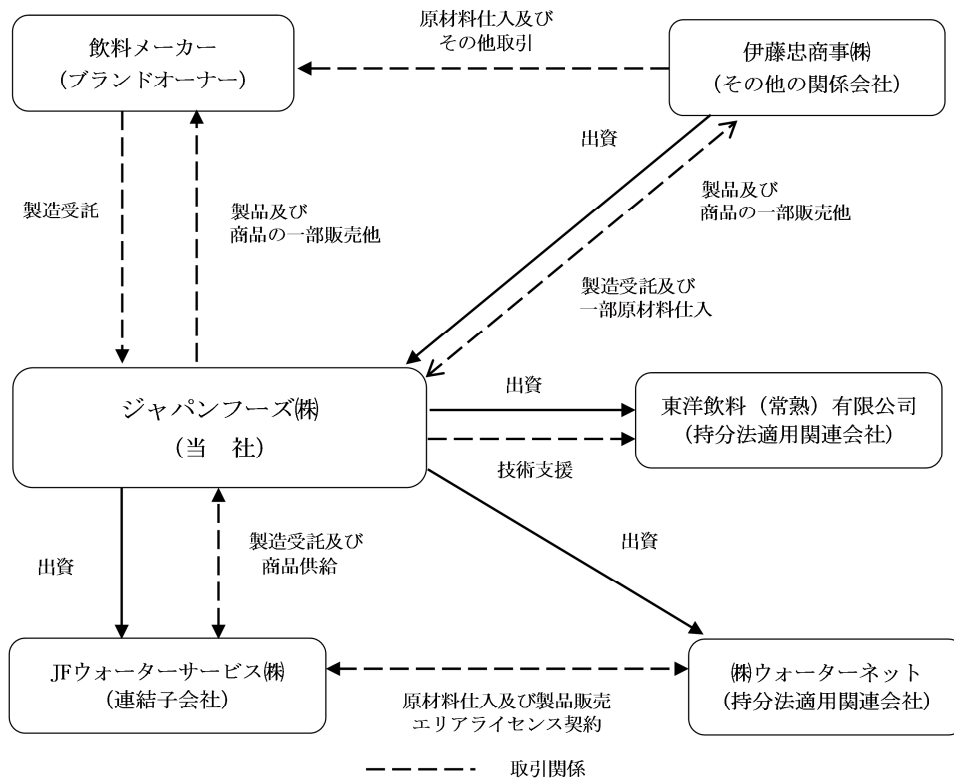 原材料仕入及び
その他取引
飲料メーカー
（ブランドオーナー）
伊藤忠商事㈱
（その他の関係会社）
出資
製造受託
製品及び
商品の一部販売他
製品及び
商品の一部販売他
製造受託及び
一部原材料仕入
ジャパンフーズ㈱
（当　社）
出資
東洋飲料（常熟）有限公司
（持分法適用関連会社）
技術支援
出資
製造受託及び
商品供給
出資
JFウォーターサービス㈱
（連結子会社）
㈱ウォーターネット
（持分法適用関連会社）
原材料仕入及び製品販売
エリアライセンス契約
取引関係